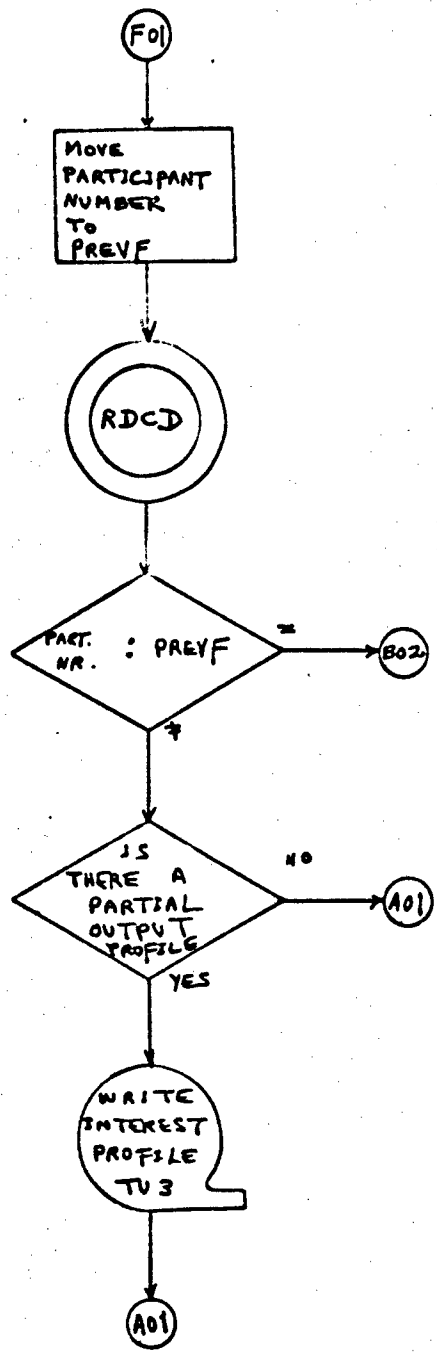 F01
MOVE
PARTICIPANT
NUMBER
TO
PREVF
RDCD
PART.
NR. : PREVF
=
B02
≠
IS
THERE A
PARTIAL
OUTPUT
PROFILE
NO
A01
YES
WRITE
INTEREST
PROFILE
TU 3
A01